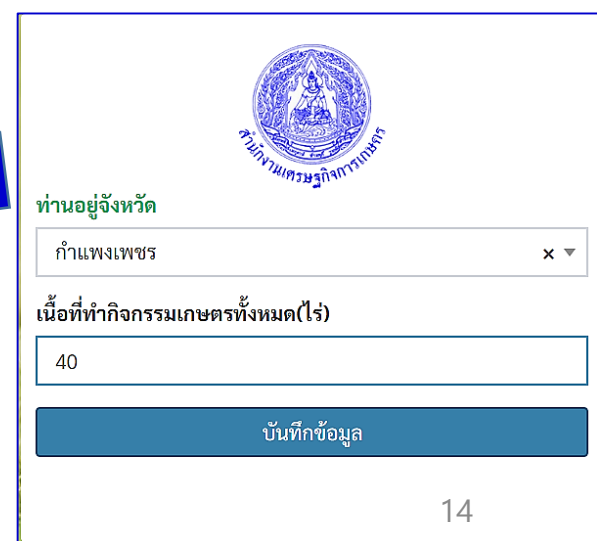 สำนักงานเศรษฐกิจการเกษตร
ท่านอยู่จังหวัด
กำแพงเพชร × ▼
เนื้อที่ทำกิจกรรมเกษตรทั้งหมด(ไร่)
40
บันทึกข้อมูล
14